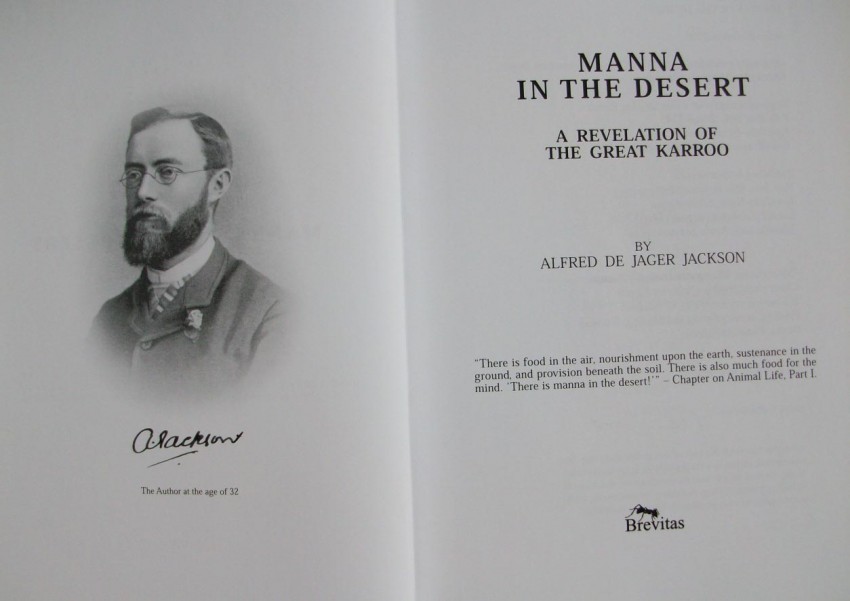 A. Jackson
The Author at the age of 32
MANNA
IN THE DESERT
A REVELATION OF
THE GREAT KARROO
BY
ALFRED DE JAGER JACKSON
"There is food in the air, nourishment upon the earth, sustenance in the
ground, and provision beneath the soil. There is also much food for the
mind. 'There is manna in the desert!'" – Chapter on Animal Life, Part I.
Brevitas